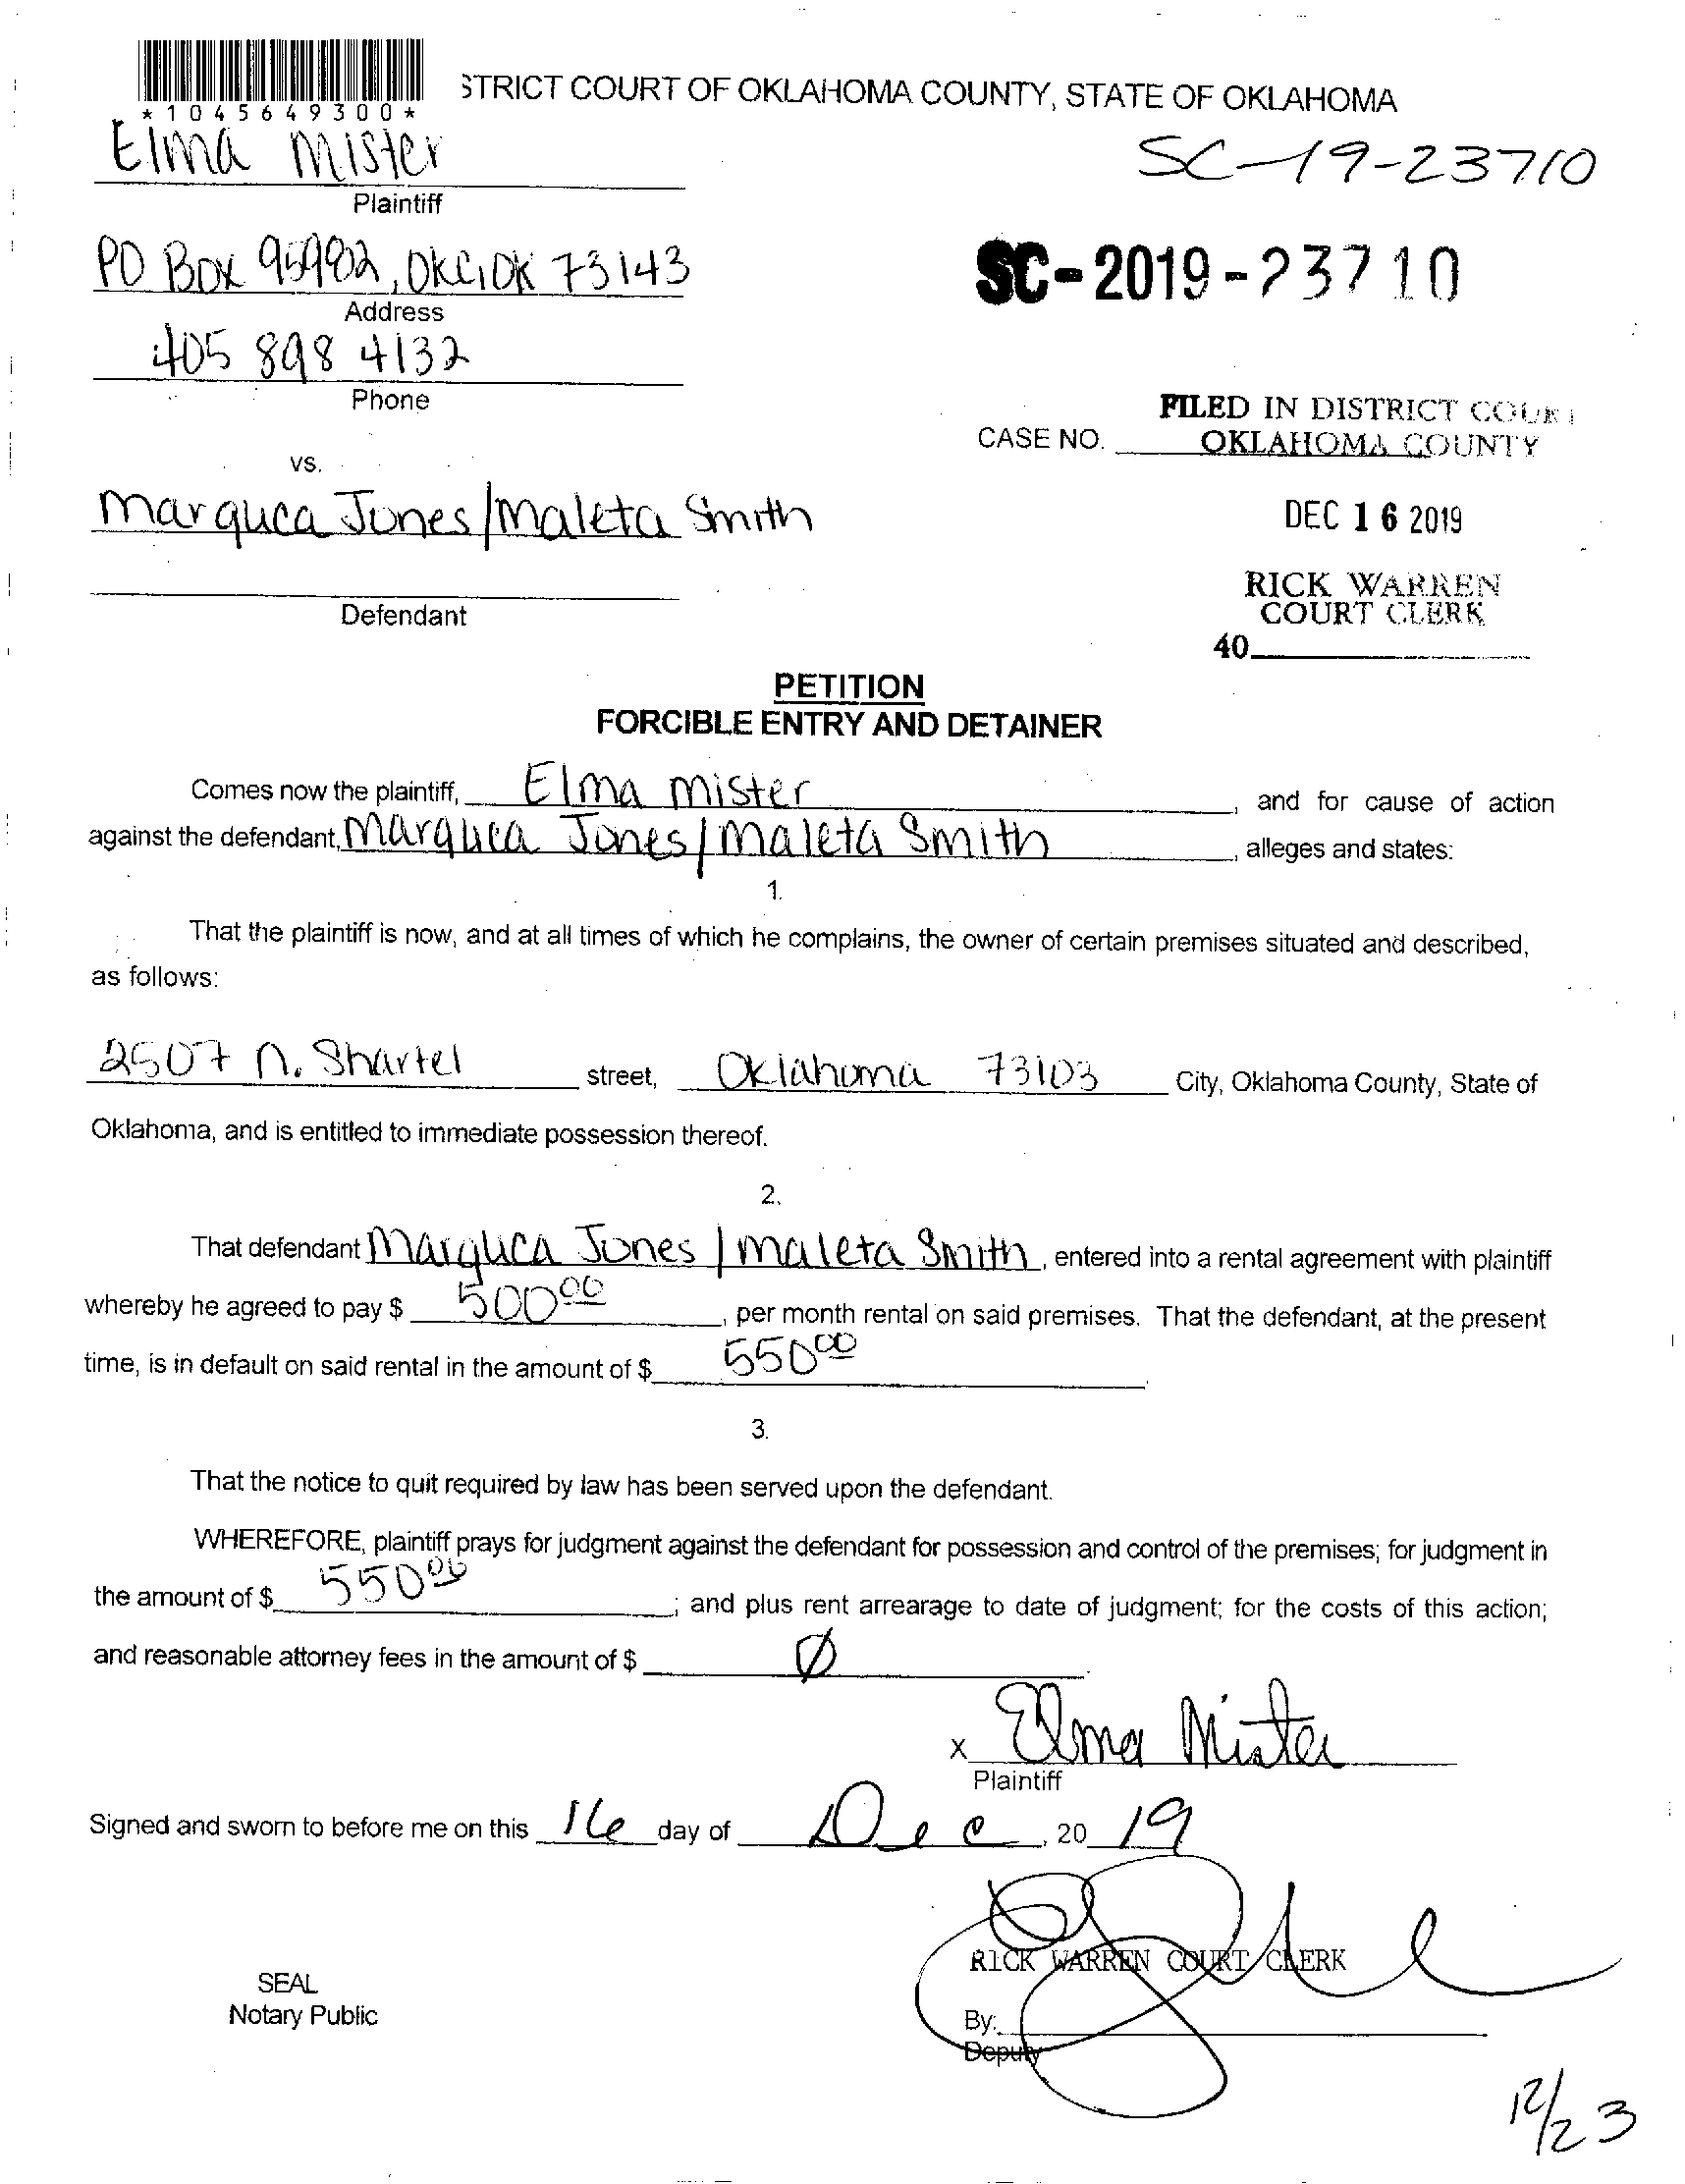 *1045649300*
STRICT COURT OF OKLAHOMA COUNTY, STATE OF OKLAHOMA
Elma Mister
SC-19-23710
Plaintiff
PO Box 95982, OKC, OK 73143
SC-2019-23710
Address
405 898 4132
Phone
FILED IN DISTRICT COURT
CASE NO.
OKLAHOMA COUNTY
vs.
Marquca Jones/Maleta Smith
DEC 16 2019
RICK WARREN
Defendant
COURT CLERK
40
PETITION
FORCIBLE ENTRY AND DETAINER
Comes now the plaintiff, Elma Mister, and for cause of action
against the defendant, Marquca Jones/Maleta Smith, alleges and states:
1.
That the plaintiff is now, and at all times of which he complains, the owner of certain premises situated and described,
as follows:
2507 N. Shartel street, Oklahoma 73103 City, Oklahoma County, State of
Oklahoma, and is entitled to immediate possession thereof.
2.
That defendant Marquca Jones/Maleta Smith, entered into a rental agreement with plaintiff
whereby he agreed to pay $ 500 00, per month rental on said premises. That the defendant, at the present
time, is in default on said rental in the amount of $ 550 00
3.
That the notice to quit required by law has been served upon the defendant.
WHEREFORE, plaintiff prays for judgment against the defendant for possession and control of the premises; for judgment in
the amount of $ 550 00; and plus rent arrearage to date of judgment; for the costs of this action;
and reasonable attorney fees in the amount of $ Ø
x Elma Mister
Plaintiff
Signed and sworn to before me on this 16 day of Dec, 20 19
RICK WARREN COURT CLERK
SEAL
Notary Public
By:
Deputy
12/23